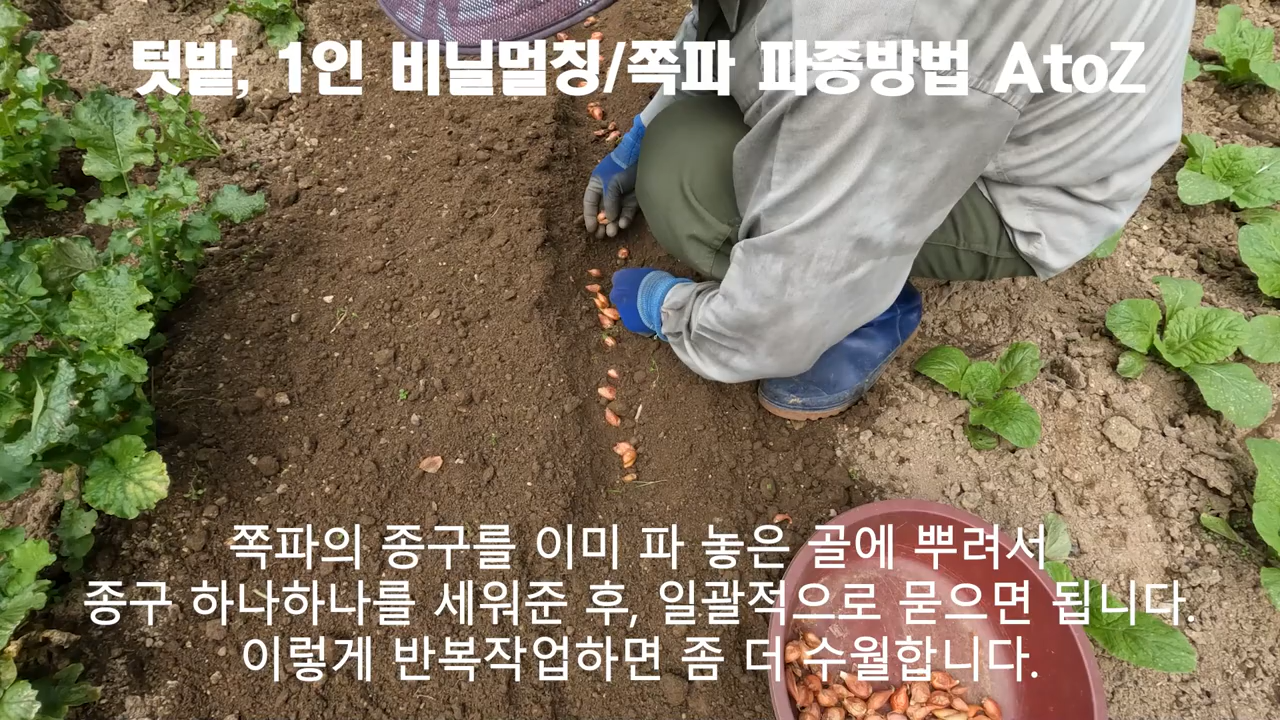 텃밭, 1인 비닐멀칭/쪽파 파종방법 AtoZ
쪽파의 종구를 이미 파 놓은 골에 뿌려서
종구 하나하나를 세워준 후, 일괄적으로 묻으면 됩니다.
이렇게 반복작업하면 좀 더 수월합니다.